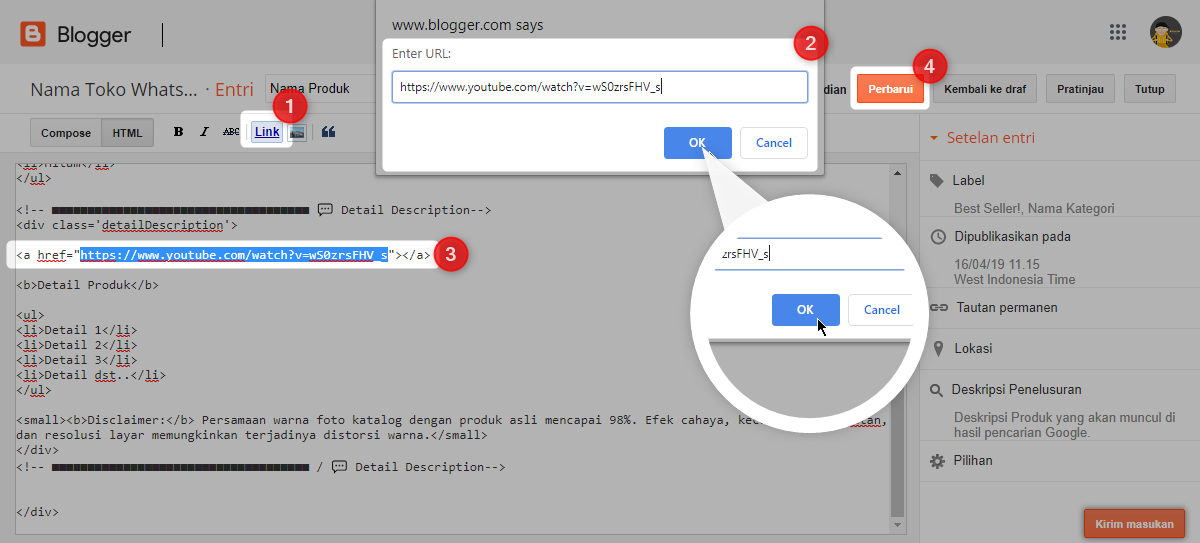 Blogger
www.blogger.com says
Enter URL:
2
https://www.youtube.com/watch?v=wS0zrsFHV_s
OK
Cancel
Nama Toko Whats... · Entri
Nama Produk
4
Perbarui
Kembali ke draf
Pratinjau
Tutup
Compose
HTML
B
I
ABC
1
Link
<li>Hitam</li>
</ul>
<!-- ■■■■■■■■■■■■■■■■■■■■■■■■■■■■■■■■■■■■■ 💬 Detail Description-->
<div class='detailDescription'>
<a href="https://www.youtube.com/watch?v=wS0zrsFHV_s"></a>
3
<b>Detail Produk</b>
<ul>
<li>Detail 1</li>
<li>Detail 2</li>
<li>Detail 3</li>
<li>Detail dst..</li>
</ul>
<small><b>Disclaimer:</b> Persamaan warna foto katalog dengan produk asli mencapai 98%. Efek cahaya,
dan resolusi layar memungkinkan terjadinya distorsi warna.</small>
</div>
<!-- ■■■■■■■■■■■■■■■■■■■■■■■■■■■■■■■■■■■■■ / 💬 Detail Description-->
</div>
zrsFHV_s
OK
Cancel
Setelan entri
Label
Best Seller!, Nama Kategori
Dipublikasikan pada
16/04/19 11.15
West Indonesia Time
Tautan permanen
Lokasi
Deskripsi Penelusuran
Deskripsi Produk yang akan muncul di
hasil pencarian Google.
Pilihan
Kirim masukan